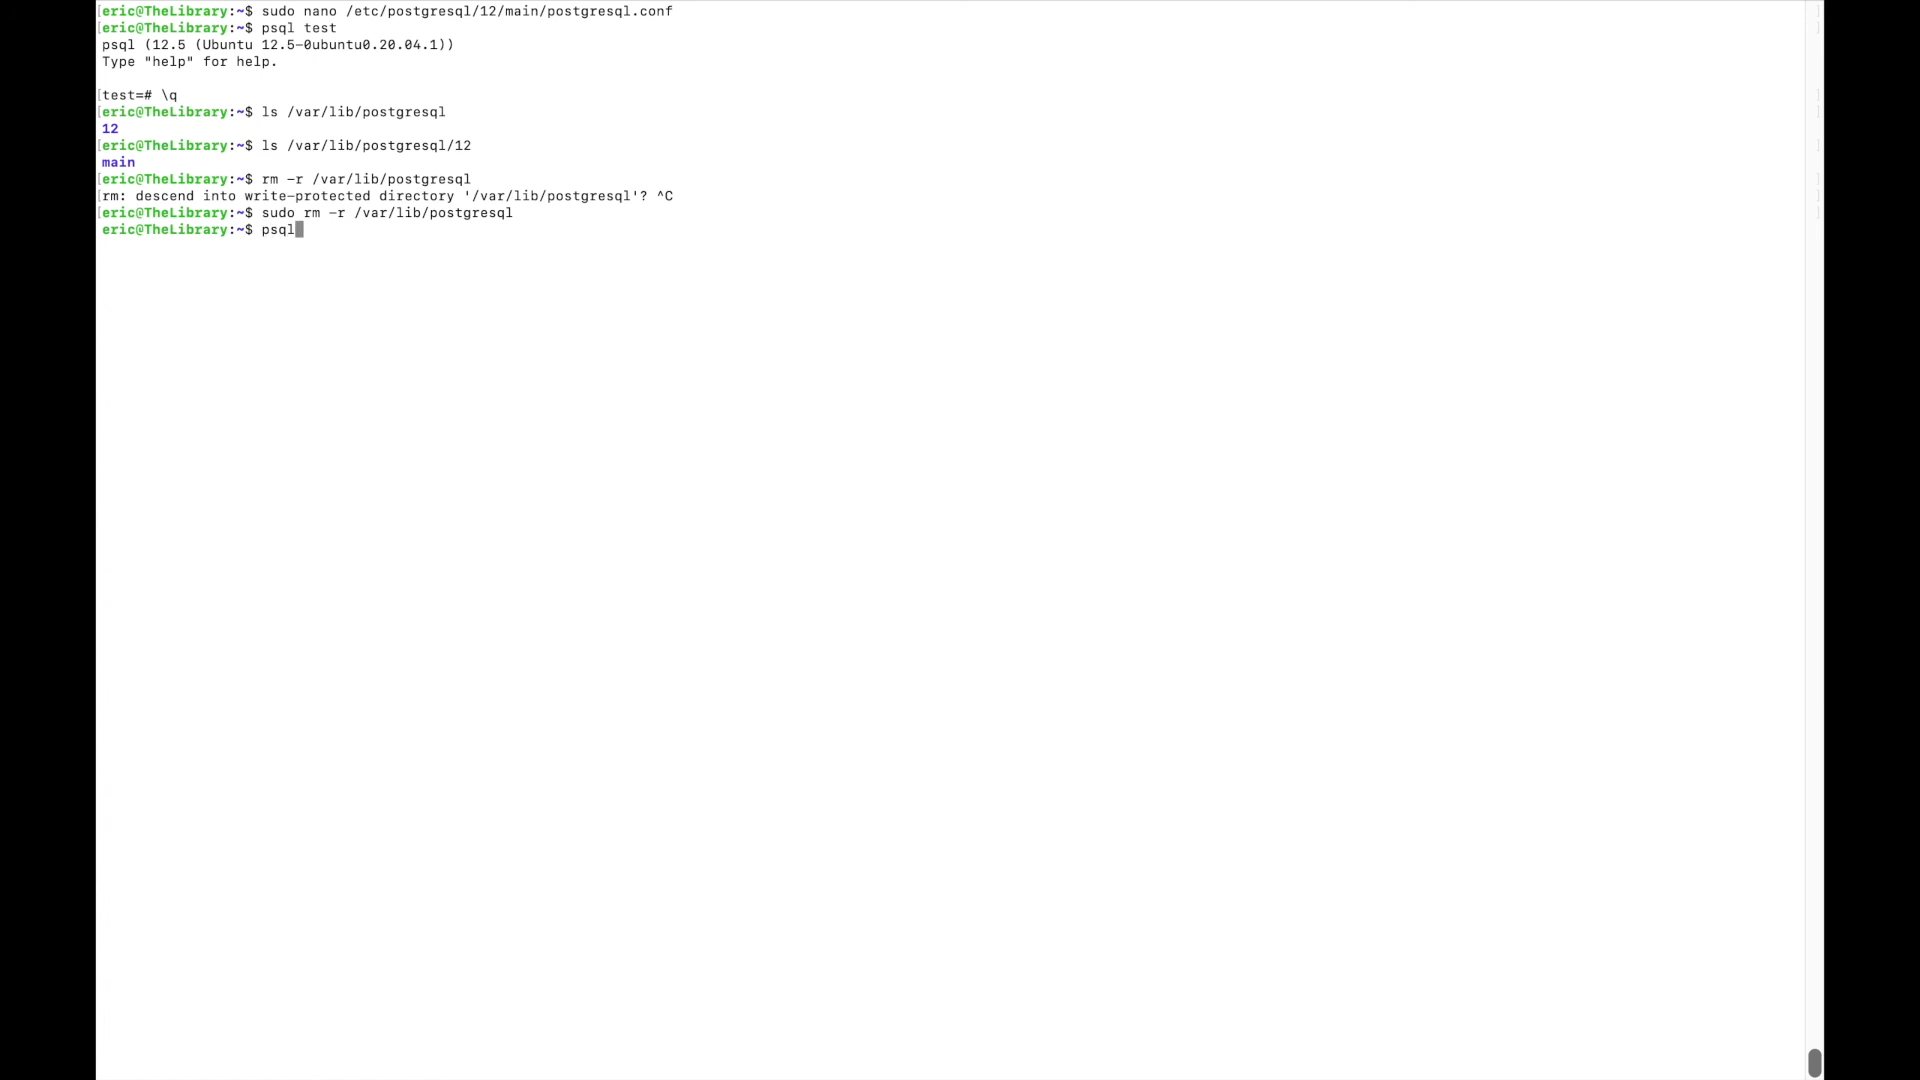 [eric@TheLibrary:~$ sudo nano /etc/postgresql/12/main/postgresql.conf ]
[eric@TheLibrary:~$ psql test ]
psql (12.5 (Ubuntu 12.5-0ubuntu0.20.04.1))
Type "help" for help.
[test=# \q ]
[eric@TheLibrary:~$ ls /var/lib/postgresql ]
12
[eric@TheLibrary:~$ ls /var/lib/postgresql/12 ]
main
[eric@TheLibrary:~$ rm -r /var/lib/postgresql ]
[rm: descend into write-protected directory '/var/lib/postgresql'? ^C ]
[eric@TheLibrary:~$ sudo rm -r /var/lib/postgresql ]
eric@TheLibrary:~$ psql